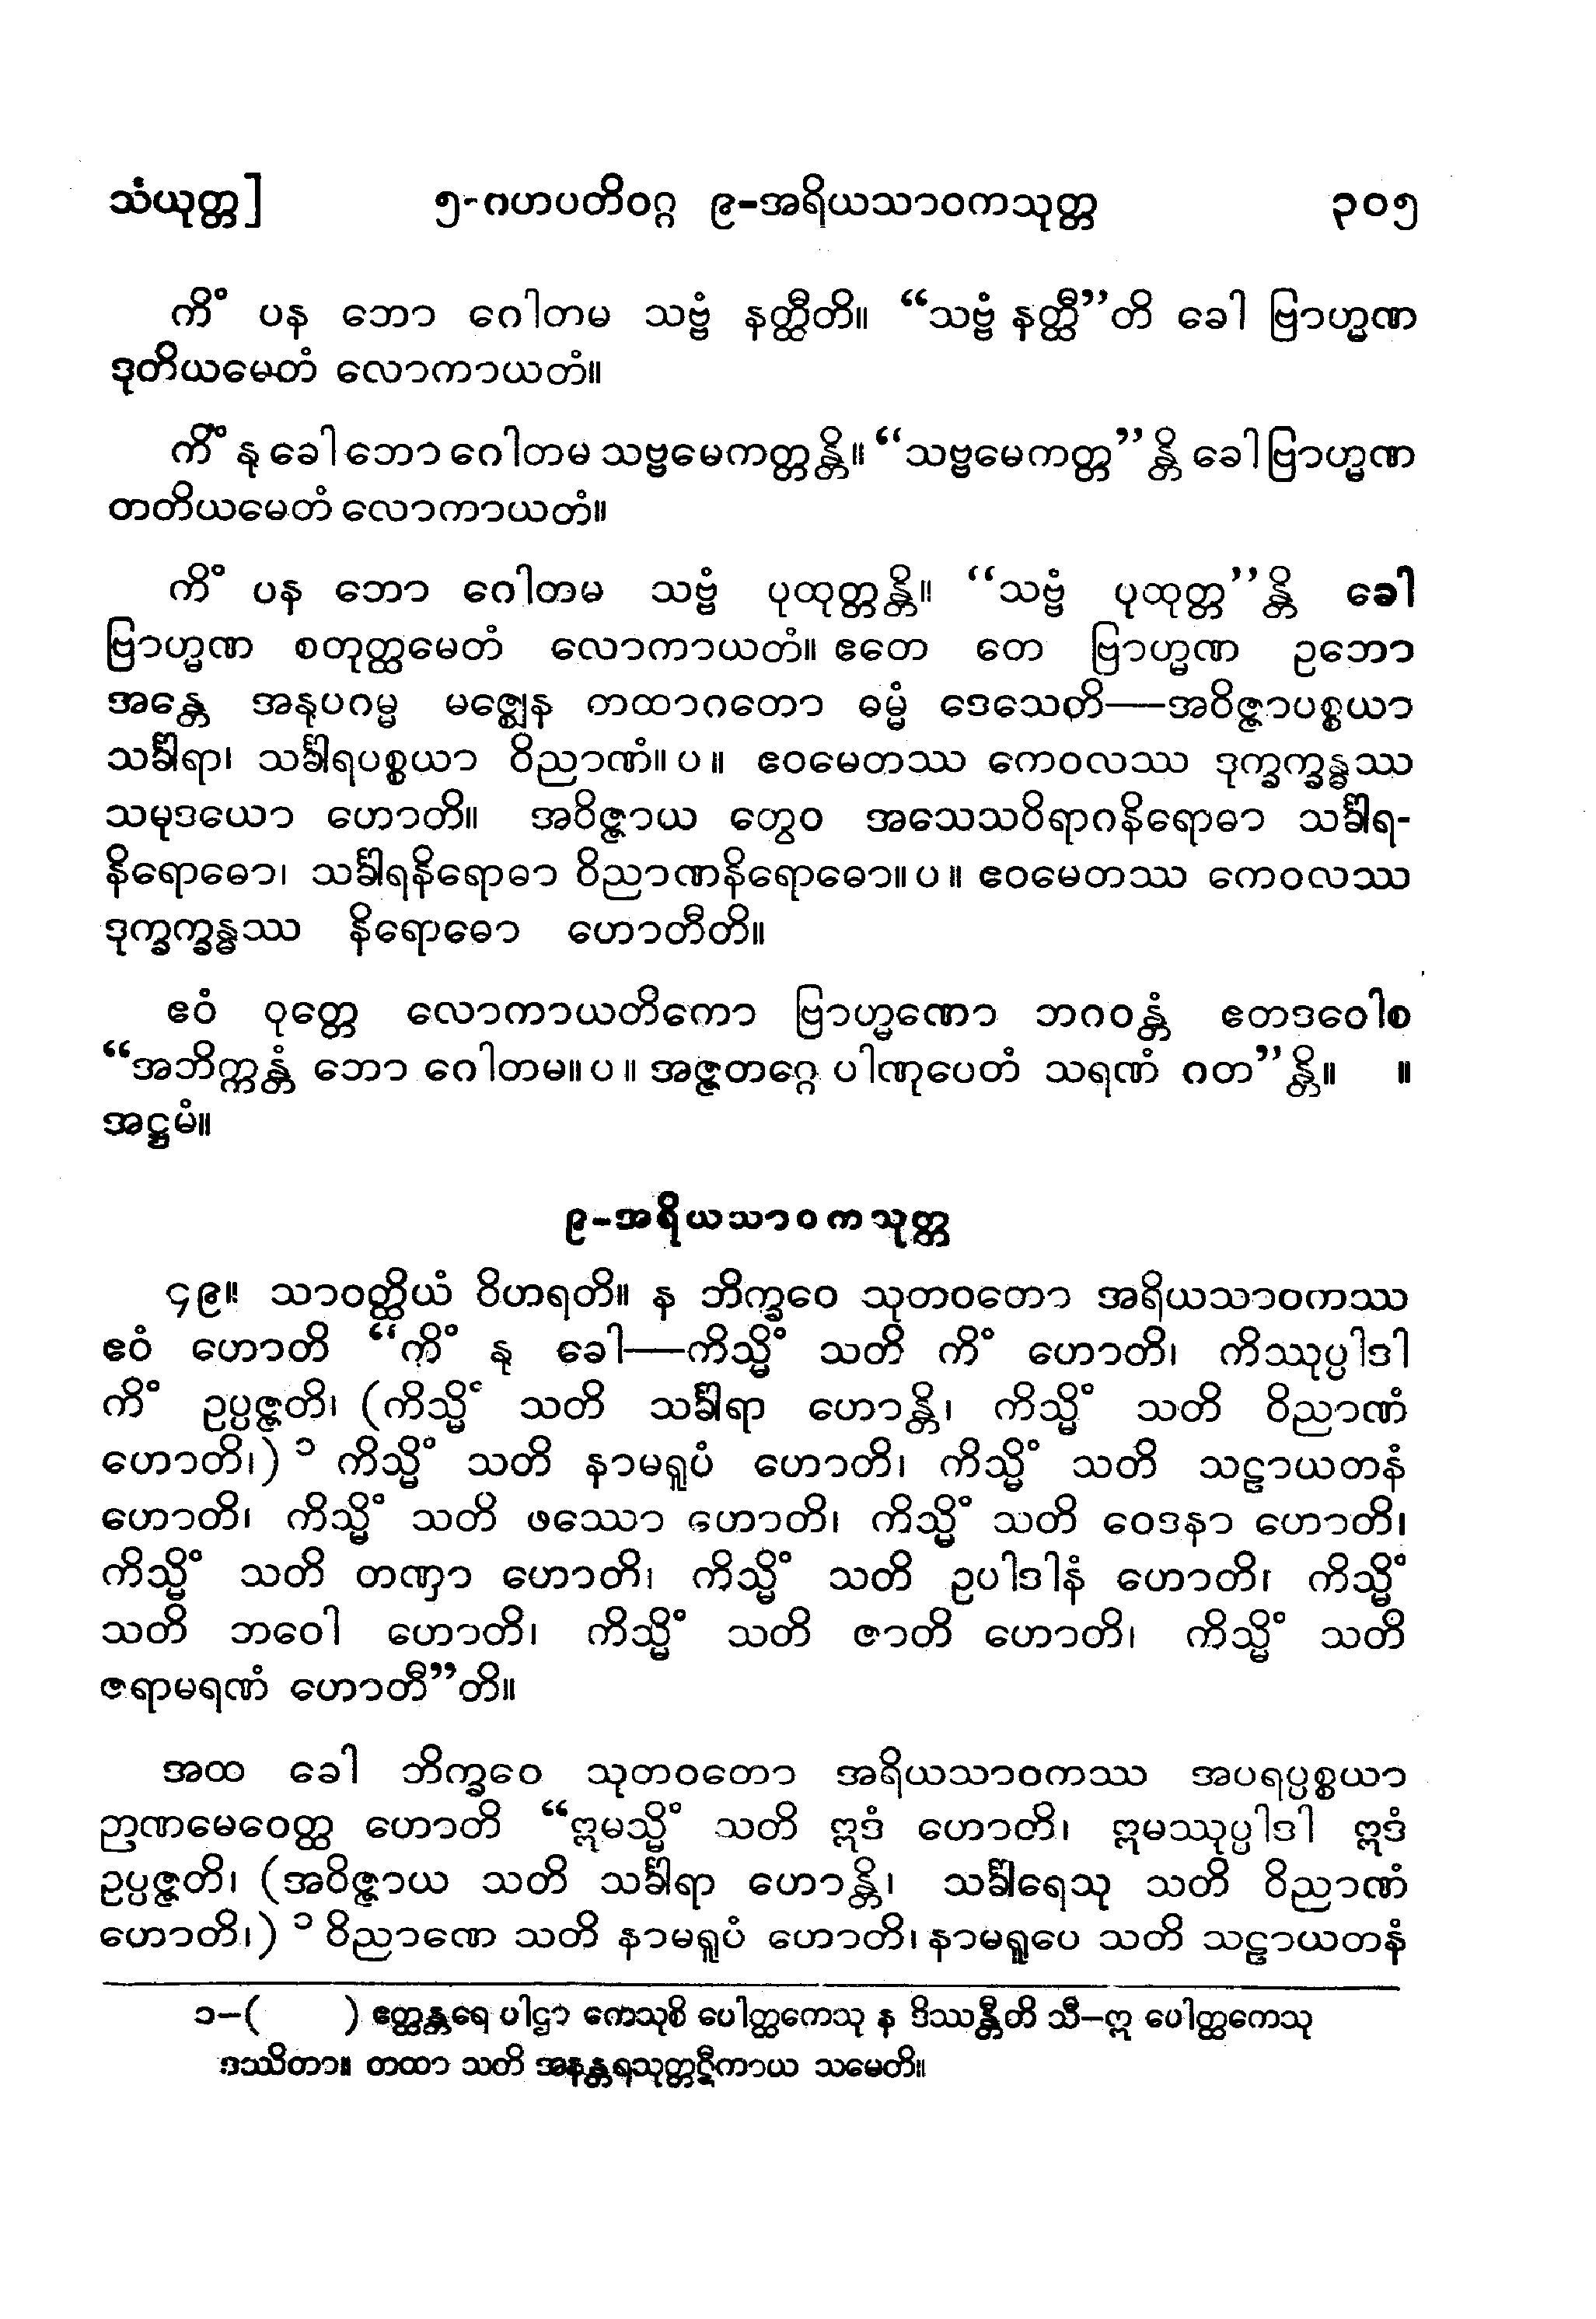 သံယုတ္တ] ၅-ဂဟပတိဝဂ္ဂ ၉-အရိယသာဝကသုတ္တ ၃၀၅
ကိံ ပန ဘော ဂေါတမ သဗ္ဗံ နတ္ထီတိ။ “သဗ္ဗံ နတ္ထီ”တိ ခေါ ဗြာဟ္မဏ
ဒုတိယမေတံ လောကာယတံ။
ကိံ နု ခေါ ဘော ဂေါတမ သဗ္ဗမေကတ္တန္တိ။ “သဗ္ဗမေကတ္တ”န္တိ ခေါ ဗြာဟ္မဏ
တတိယမေတံ လောကာယတံ။
ကိံ ပန ဘော ဂေါတမ သဗ္ဗံ ပုထုတ္တန္တိ။ “သဗ္ဗံ ပုထုတ္တ”န္တိ ခေါ
ဗြာဟ္မဏ စတုတ္ထမေတံ လောကာယတံ။ ဧတေ တေ ဗြာဟ္မဏ ဥဘော
အန္တေ အနုပဂမ္မ မဇ္ဈေန တထာဂတော ဓမ္မံ ဒေသေတိ—အဝိဇ္ဇာပစ္စယာ
သင်္ခါရာ၊ သင်္ခါရပစ္စယာ ဝိညာဏံ။ ပ ။ ဧဝမေတဿ ကေဝလဿ ဒုက္ခက္ခန္ဓဿ
သမုဒယော ဟောတိ။ အဝိဇ္ဇာယ တွေဝ အသေသဝိရာဂနိရောဓာ သင်္ခါရ-
နိရောဓော၊ သင်္ခါရနိရောဓာ ဝိညာဏနိရောဓော။ ပ ။ ဧဝမေတဿ ကေဝလဿ
ဒုက္ခက္ခန္ဓဿ နိရောဓော ဟောတီတိ။
ဧဝံ ဝုတ္တေ လောကာယတိကော ဗြာဟ္မဏော ဘဂဝန္တံ ဧတဒဝေါစ
“အဘိက္ကန္တံ ဘော ဂေါတမ။ ပ ။ အဇ္ဇတဂ္ဂေ ပါဏုပေတံ သရဏံ ဂတ”န္တိ။ ။
အဋ္ဌမံ။
၉-အရိယသာဝကသုတ္တ
၄၉။ သာဝတ္ထိယံ ဝိဟရတိ။ န ဘိက္ခဝေ သုတဝတော အရိယသာဝကဿ
ဧဝံ ဟောတိ “ကိံ နု ခေါ—ကိသ္မိံ သတိ ကိံ ဟောတိ၊ ကိဿုပ္ပါဒါ
ကိံ ဥပ္ပဇ္ဇတိ၊ (ကိသ္မိံ သတိ သင်္ခါရာ ဟောန္တိ၊ ကိသ္မိံ သတိ ဝိညာဏံ
ဟောတိ၊) ၁ ကိသ္မိံ သတိ နာမရူပံ ဟောတိ၊ ကိသ္မိံ သတိ သဠာယတနံ
ဟောတိ၊ ကိသ္မိံ သတိ ဖဿော ဟောတိ၊ ကိသ္မိံ သတိ ဝေဒနာ ဟောတိ၊
ကိသ္မိံ သတိ တဏှာ ဟောတိ၊ ကိသ္မိံ သတိ ဥပါဒါနံ ဟောတိ၊ ကိသ္မိံ
သတိ ဘဝေါ ဟောတိ၊ ကိသ္မိံ သတိ ဇာတိ ဟောတိ၊ ကိသ္မိံ သတိ
ဇရာမရဏံ ဟောတီ”တိ။
အထ ခေါ ဘိက္ခဝေ သုတဝတော အရိယသာဝကဿ အပရပ္ပစ္စယာ
ဉာဏမေဝေတ္ထ ဟောတိ “ဣမသ္မိံ သတိ ဣဒံ ဟောတိ၊ ဣမဿုပ္ပါဒါ ဣဒံ
ဥပ္ပဇ္ဇတိ၊ (အဝိဇ္ဇာယ သတိ သင်္ခါရာ ဟောန္တိ၊ သင်္ခါရေသု သတိ ဝိညာဏံ
ဟောတိ၊) ၁ ဝိညာဏေ သတိ နာမရူပံ ဟောတိ၊ နာမရူပေ သတိ သဠာယတနံ
၁–( ) ဧတ္ထန္တရေ ပါဌာ ကေသုစိ ပေါတ္ထကေသု န ဒိဿန္တီတိ သီ–ဣ ပေါတ္ထကေသု
ဒဿိတာ။ တထာ သတိ အနန္တရသုတ္တဋီကာယ သမေတိ။